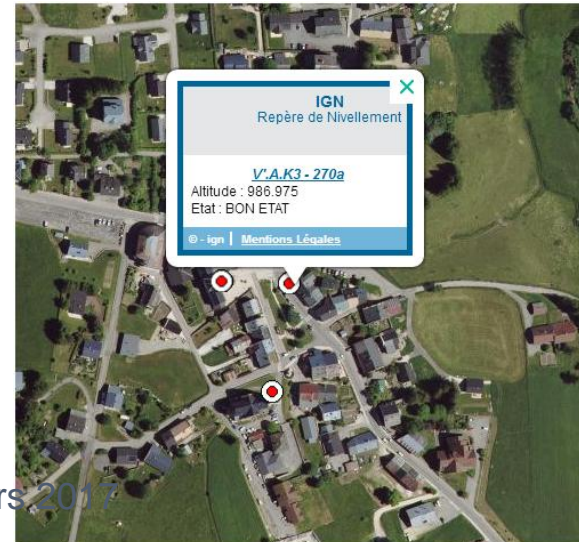 IGN
Repère de Nivellement
V'.A.K3 - 270a
Altitude : 986.975
Etat : BON ETAT
© - ign | Mentions Légales
rs 2017